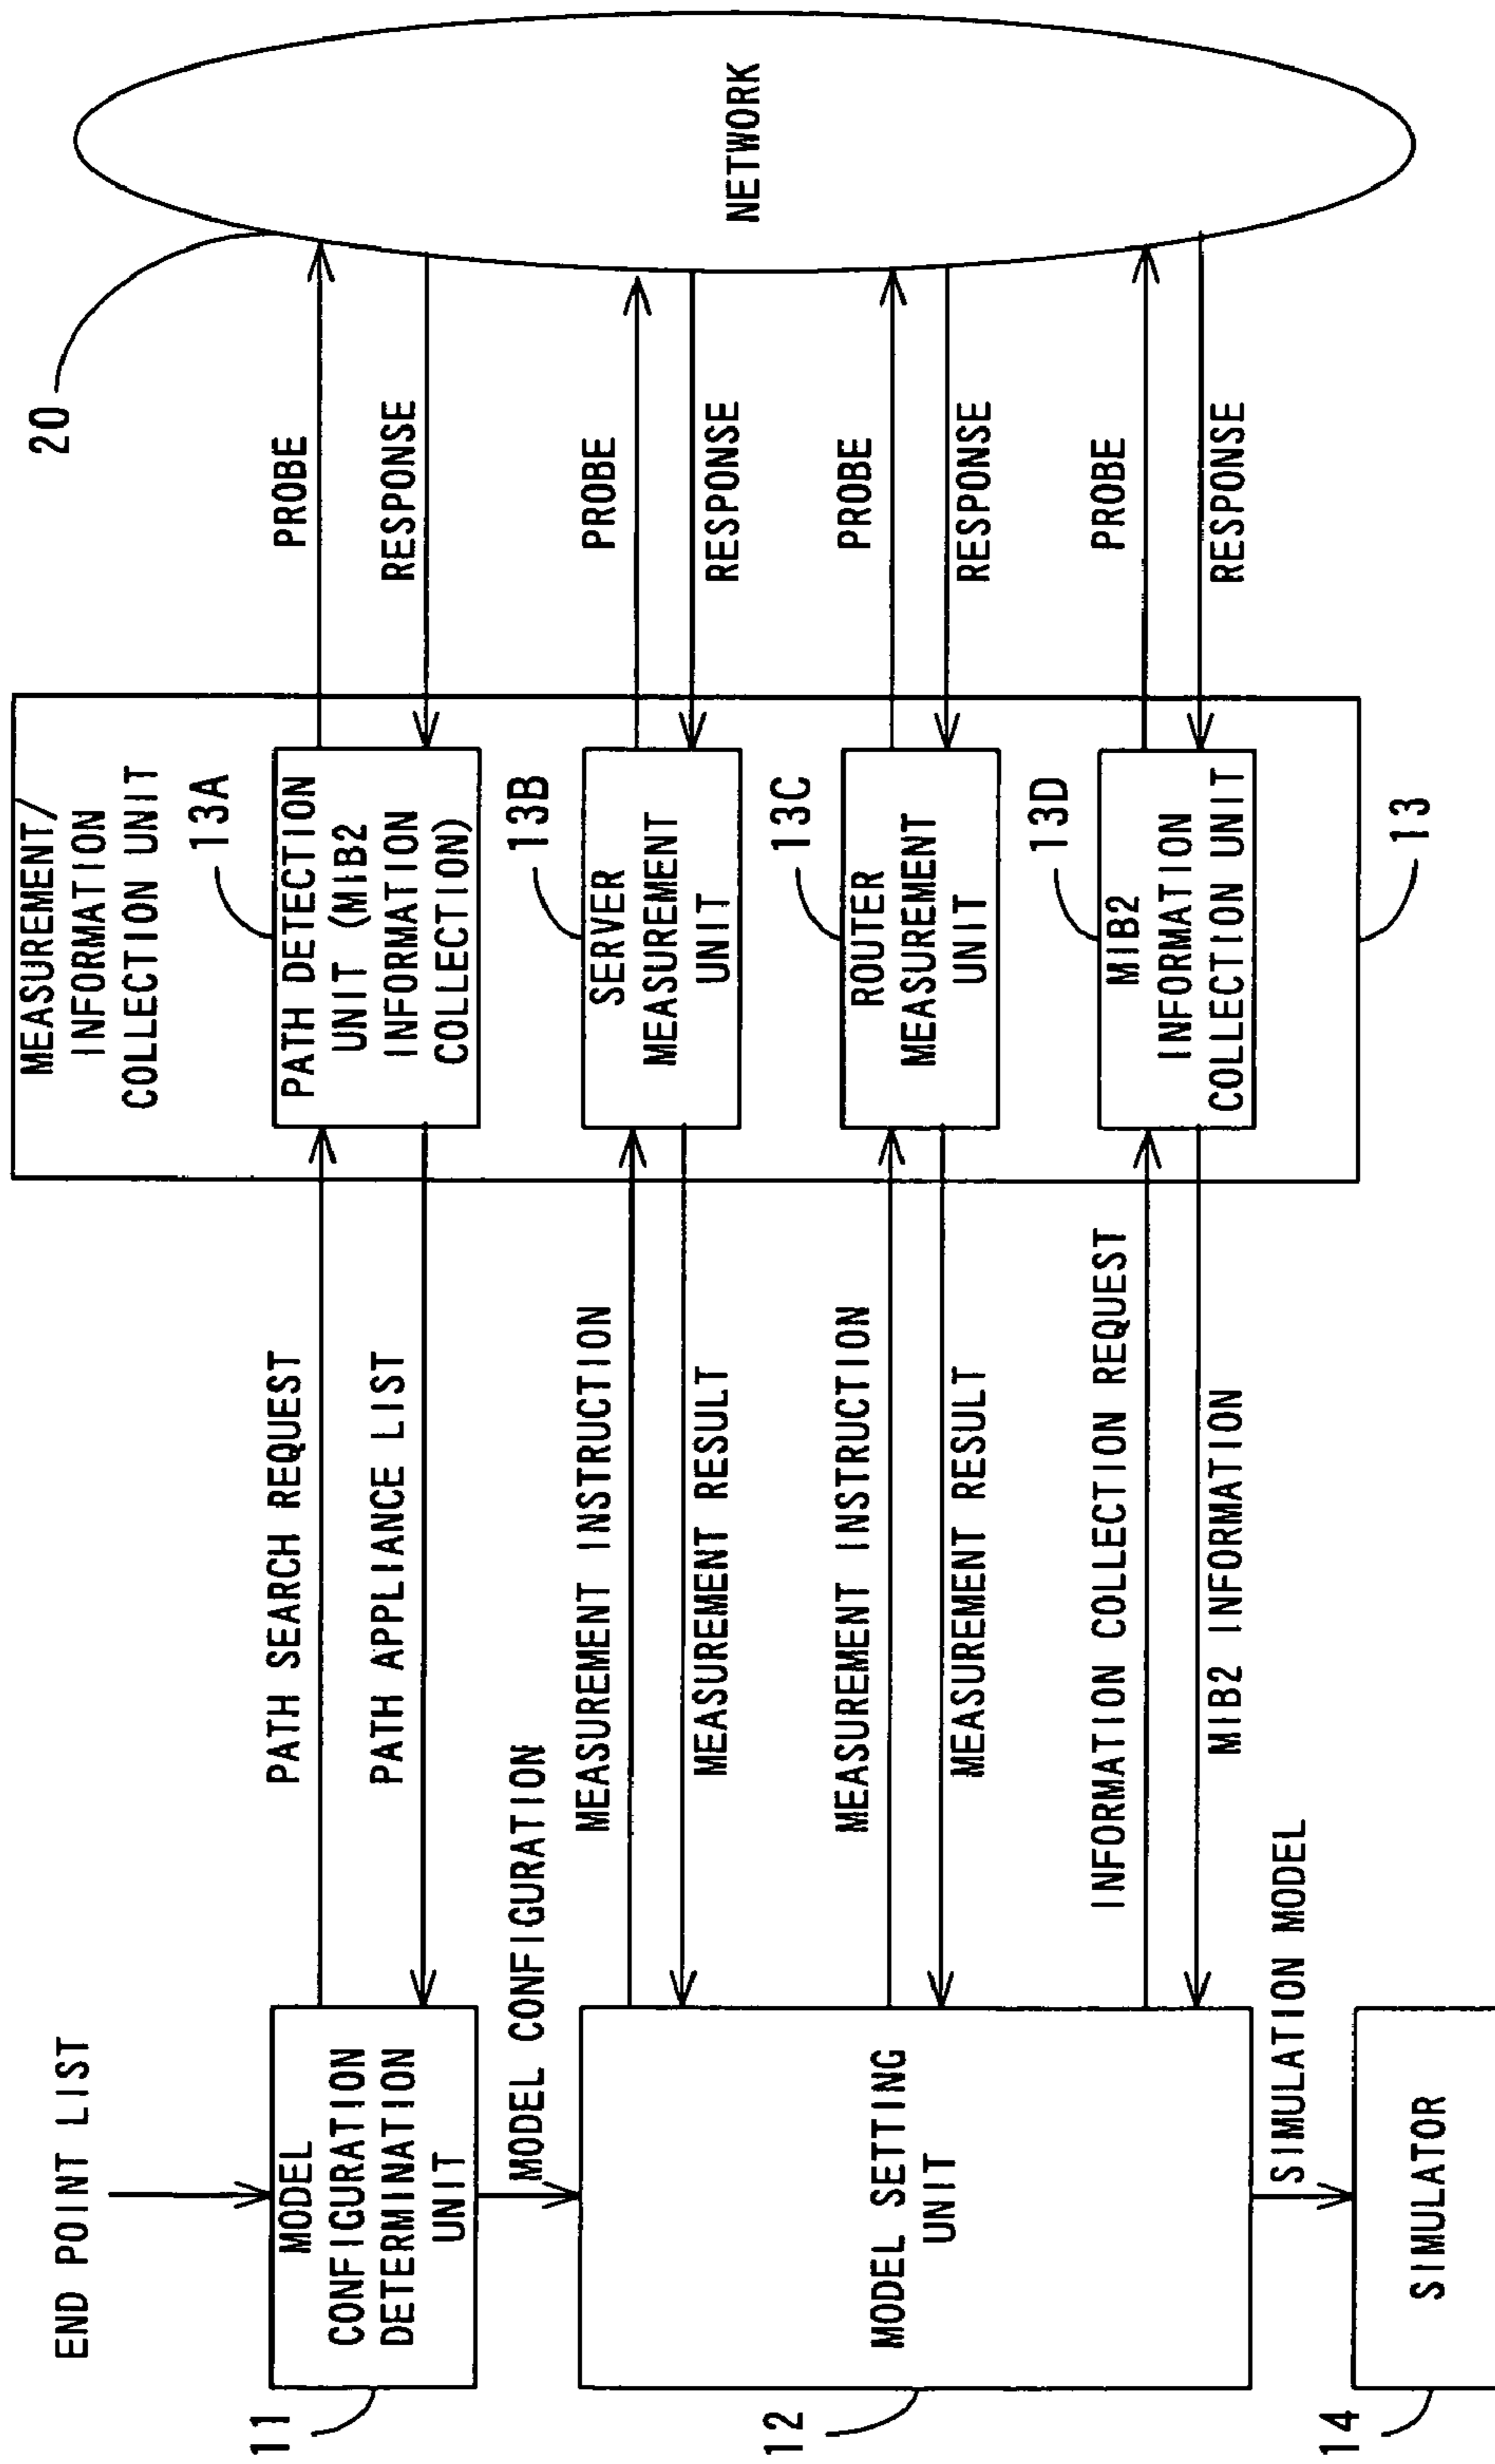 END POINT LIST
11
MODEL
CONFIGURATION
DETERMINATION
UNIT
PATH SEARCH REQUEST
PATH APPLIANCE LIST
MODEL CONFIGURATION
12
MODEL SETTING
UNIT
MEASUREMENT INSTRUCTION
MEASUREMENT RESULT
MEASUREMENT INSTRUCTION
MEASUREMENT RESULT
INFORMATION COLLECTION REQUEST
MIB2 INFORMATION
SIMULATION MODEL
14
SIMULATOR
MEASUREMENT/
INFORMATION
COLLECTION UNIT
13A
PATH DETECTION
UNIT (MIB2
INFORMATION
COLLECTION)
13B
SERVER
MEASUREMENT
UNIT
13C
ROUTER
MEASUREMENT
UNIT
13D
MIB2
INFORMATION
COLLECTION UNIT
13
PROBE
RESPONSE
PROBE
RESPONSE
PROBE
RESPONSE
PROBE
RESPONSE
20
NETWORK